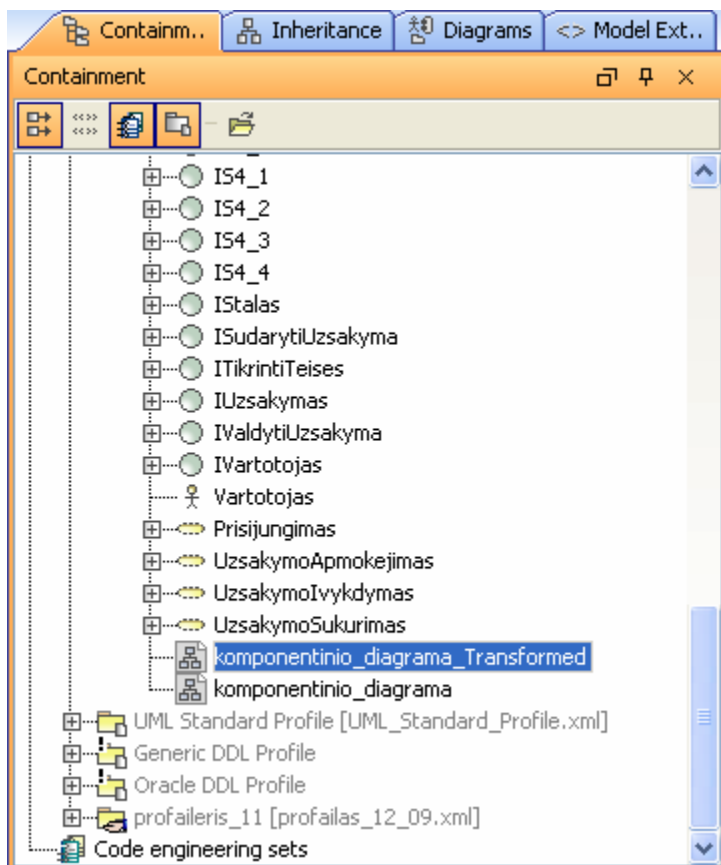 Containm.. Inheritance Diagrams <> Model Ext..
Containment
IS4_1
IS4_2
IS4_3
IS4_4
IStalas
ISudarytiUzsakyma
ITikrintiTeises
IUzsakymas
IValdytiUzsakyma
IVartotojas
Vartotojas
Prisijungimas
UzsakymoApmokejimas
UzsakymoIvykdymas
UzsakymoSukurimas
komponentinio_diagrama_Transformed
komponentinio_diagrama
UML Standard Profile [UML_Standard_Profile.xml]
Generic DDL Profile
Oracle DDL Profile
profaileris_11 [profailas_12_09.xml]
Code engineering sets